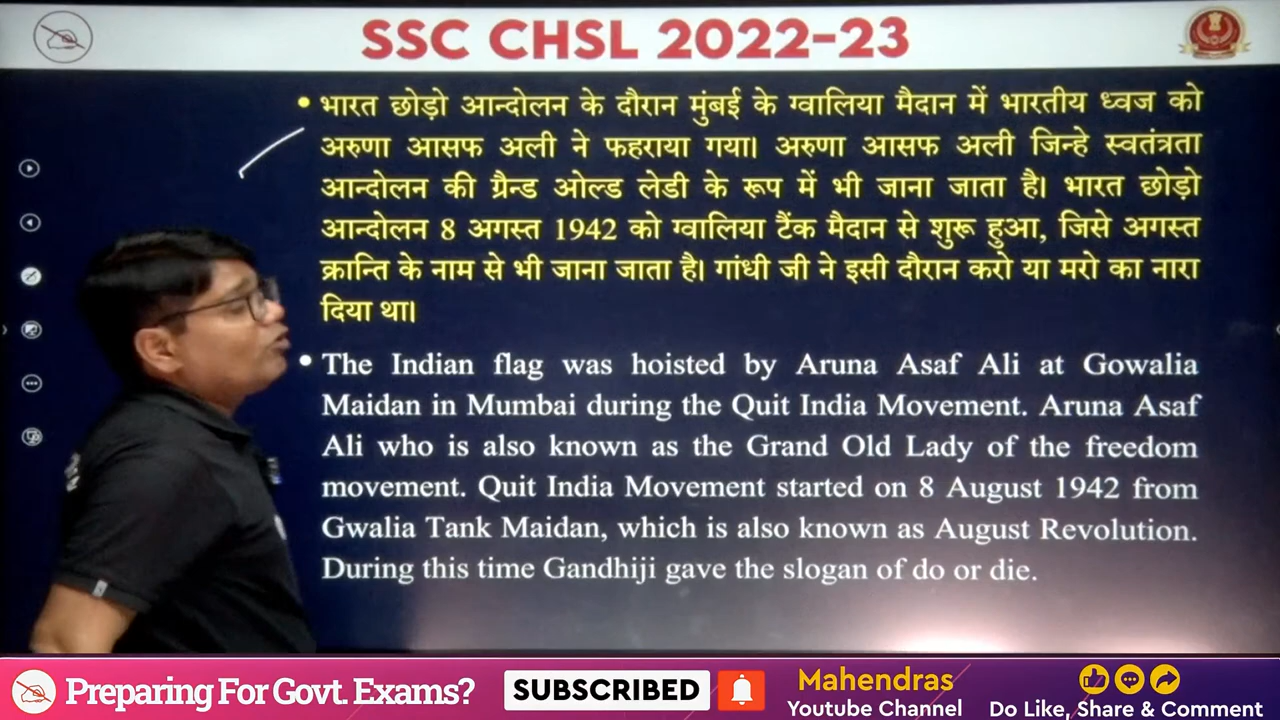 SSC CHSL 2022-23
• भारत छोड़ो आन्दोलन के दौरान मुंबई के ग्वालिया मैदान में भारतीय ध्वज को
अरुणा आसफ अली ने फहराया गया। अरुणा आसफ अली जिन्हे स्वतंत्रता
आन्दोलन की ग्रैन्ड ओल्ड लेडी के रूप में भी जाना जाता है। भारत छोड़ो
आन्दोलन 8 अगस्त 1942 को ग्वालिया टैंक मैदान से शुरू हुआ, जिसे अगस्त
क्रान्ति के नाम से भी जाना जाता है। गांधी जी ने इसी दौरान करो या मरो का नारा
दिया था।
• The Indian flag was hoisted by Aruna Asaf Ali at Gowalia
Maidan in Mumbai during the Quit India Movement. Aruna Asaf
Ali who is also known as the Grand Old Lady of the freedom
movement. Quit India Movement started on 8 August 1942 from
Gwalia Tank Maidan, which is also known as August Revolution.
During this time Gandhiji gave the slogan of do or die.
Preparing For Govt. Exams?
SUBSCRIBED
Mahendras
Youtube Channel
Do Like, Share & Comment